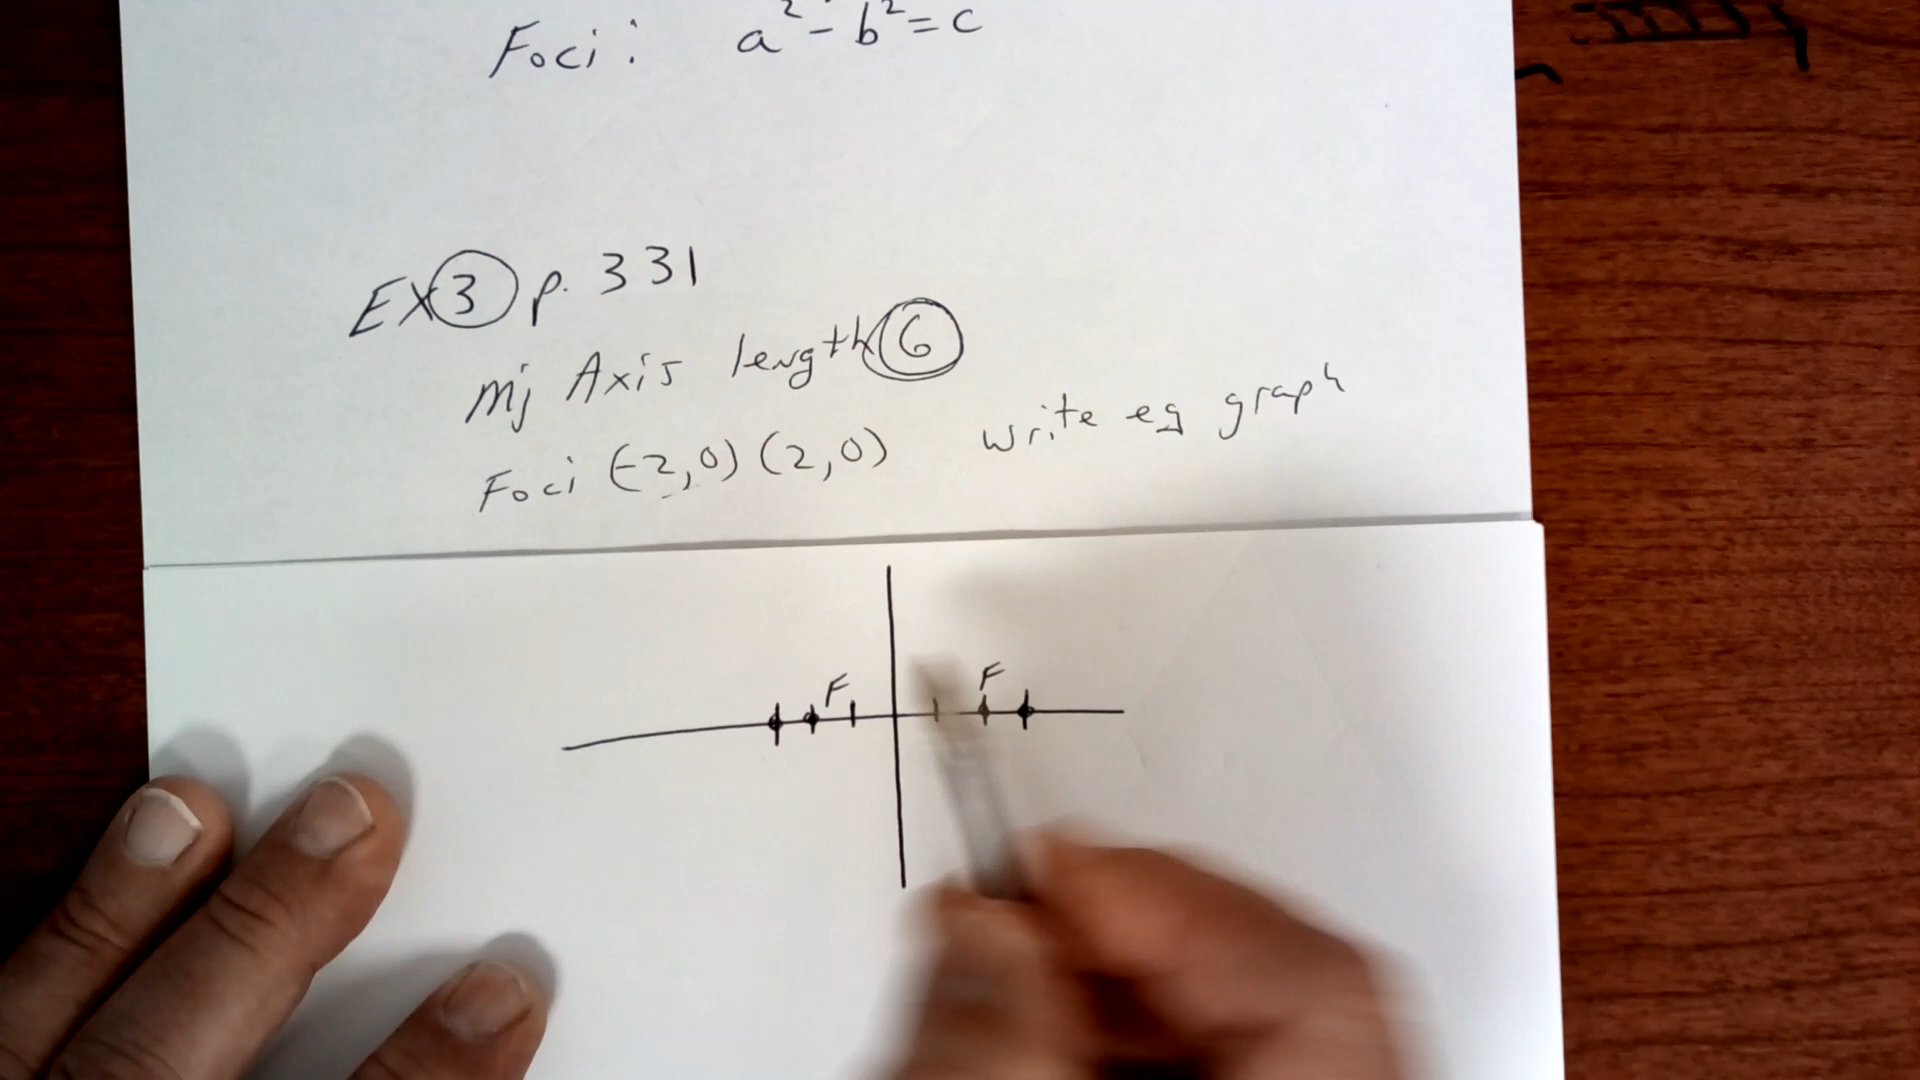 Foci: a² - b² = c
EX 3 p. 331
Mj Axis length 6
Foci (-2,0) (2,0) write eq graph
F F